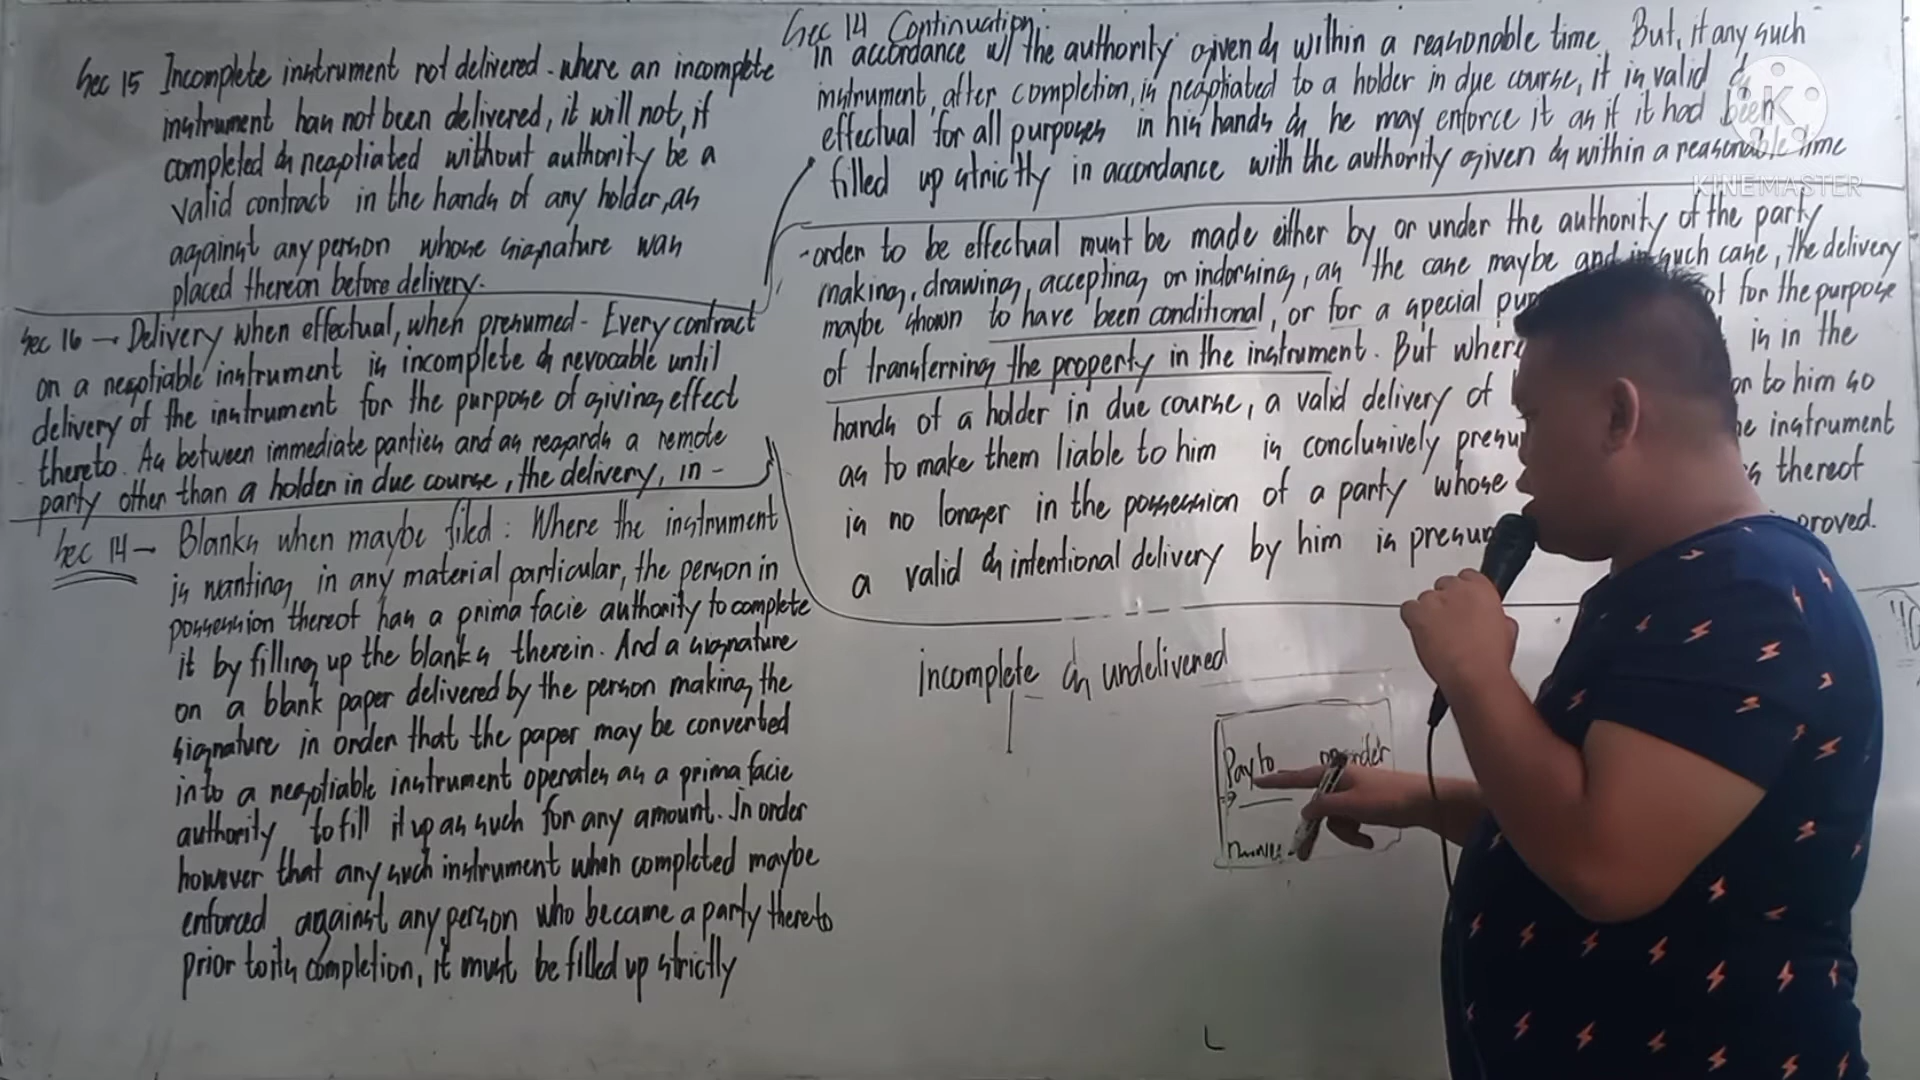 Sec 15 Incomplete instrument not delivered - where an incomplete
instrument has not been delivered, it will not, if
completed & negotiated without authority be a
valid contract in the hands of any holder, as
against any person whose signature was
placed thereon before delivery.
Sec 16 - Delivery when effectual, when presumed - Every contract
on a negotiable instrument is incomplete & revocable until
delivery of the instrument for the purpose of giving effect
thereto. As between immediate parties and as regards a remote
party other than a holder in due course, the delivery, in -
Sec 14 - Blanks when maybe filed : Where the instrument
is wanting in any material particular, the person in
possession thereof has a prima facie authority to complete
it by filling up the blanks therein. And a signature
on a blank paper delivered by the person making the
signature in order that the paper may be converted
into a negotiable instrument operates as a prima facie
authority to fill it up as such for any amount. In order
however that any such instrument when completed maybe
enforced against any person who became a party thereto
prior to its completion, it must be filled up strictly
Sec 14 Continuation:
in accordance w/ the authority given & within a reasonable time. But, if any such
instrument, after completion, is negotiated to a holder in due course, it is valid &
effectual for all purposes in his hands & he may enforce it as if it had been
filled up strictly in accordance with the authority given & within a reasonable time
KINEMASTER
- order to be effectual must be made either by or under the authority of the party
making, drawing, accepting or indorsing, as the case maybe and in such case, the delivery
maybe shown to have been conditional, or for a special for the purpose
of transferring the property in the instrument. But where is in the
hands of a holder in due course, a valid delivery of to him so
as to make them liable to him is conclusively instrument
is no longer in the possession of a party whose thereof
a valid & intentional delivery by him is proved.
incomplete & undelivered
Pay to order